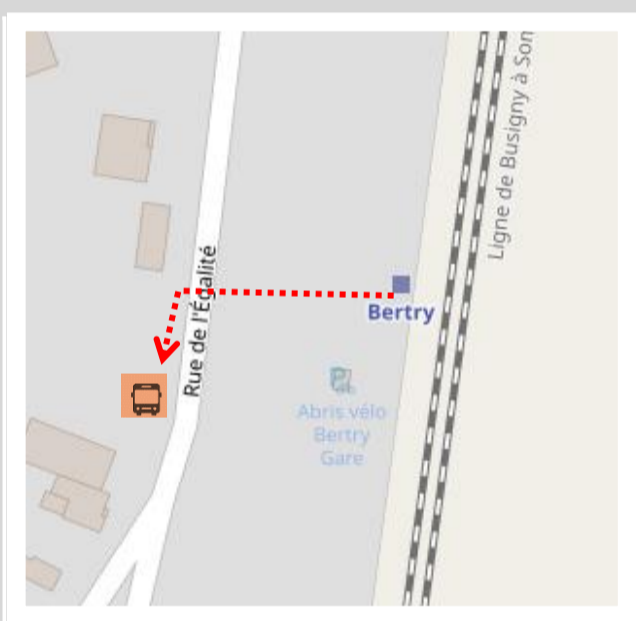 Ligne de Busigny à Som
Rue de l'Égalité
Bertry
Abris vélo
Bertry
Gare